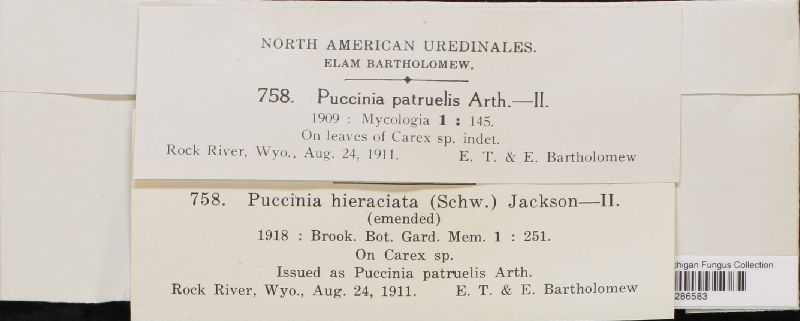 NORTH AMERICAN UREDINALES.
ELAM BARTHOLOMEW.
758. Puccinia patruelis Arth.—II.
1909 : Mycologia 1 : 145.
On leaves of Carex sp. indet.
Rock River, Wyo., Aug. 24, 1911. E. T. & E. Bartholomew
758. Puccinia hieraciata (Schw.) Jackson—II.
(emended)
1918 : Brook. Bot. Gard. Mem. 1 : 251.
On Carex sp.
Issued as Puccinia patruelis Arth.
Rock River, Wyo., Aug. 24, 1911. E. T. & E. Bartholomew
chigan Fungus Collection
286583